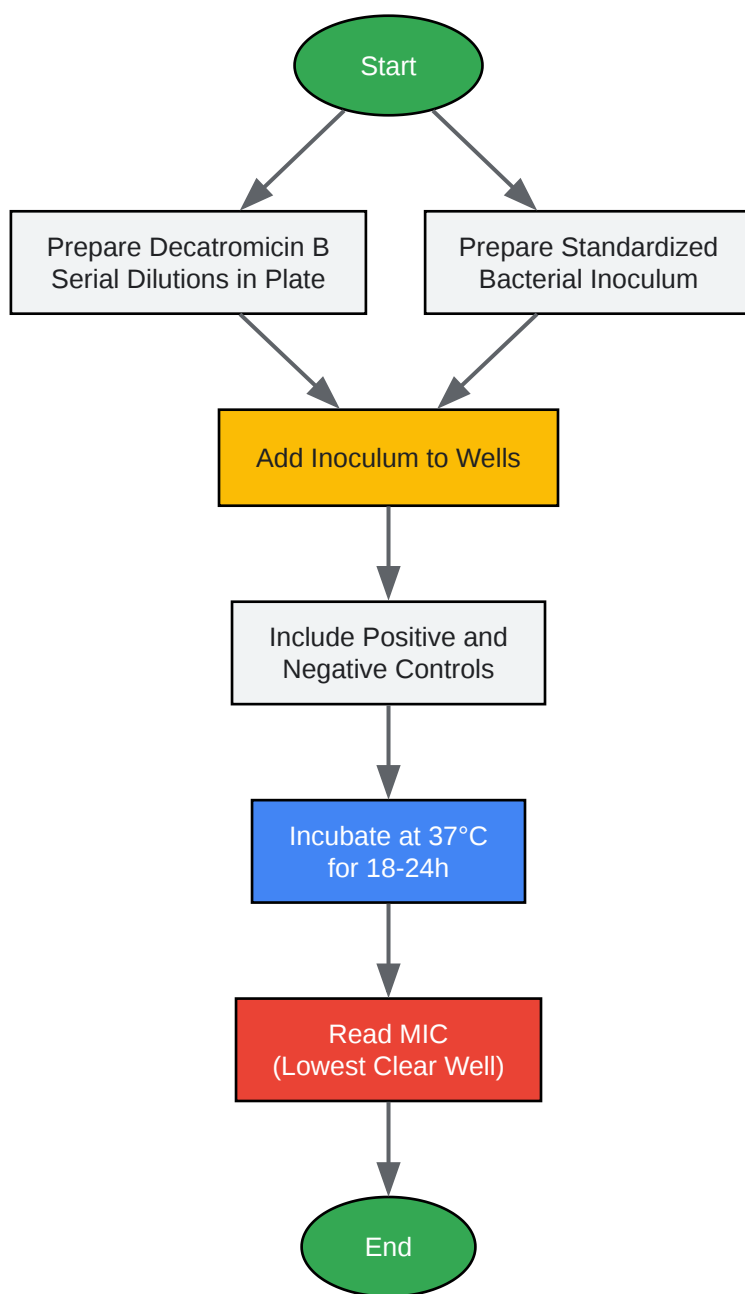 Start
Prepare Decatromicin B
Serial Dilutions in Plate
Prepare Standardized
Bacterial Inoculum
Add Inoculum to Wells
Include Positive and
Negative Controls
Incubate at 37°C
for 18-24h
Read MIC
(Lowest Clear Well)
End